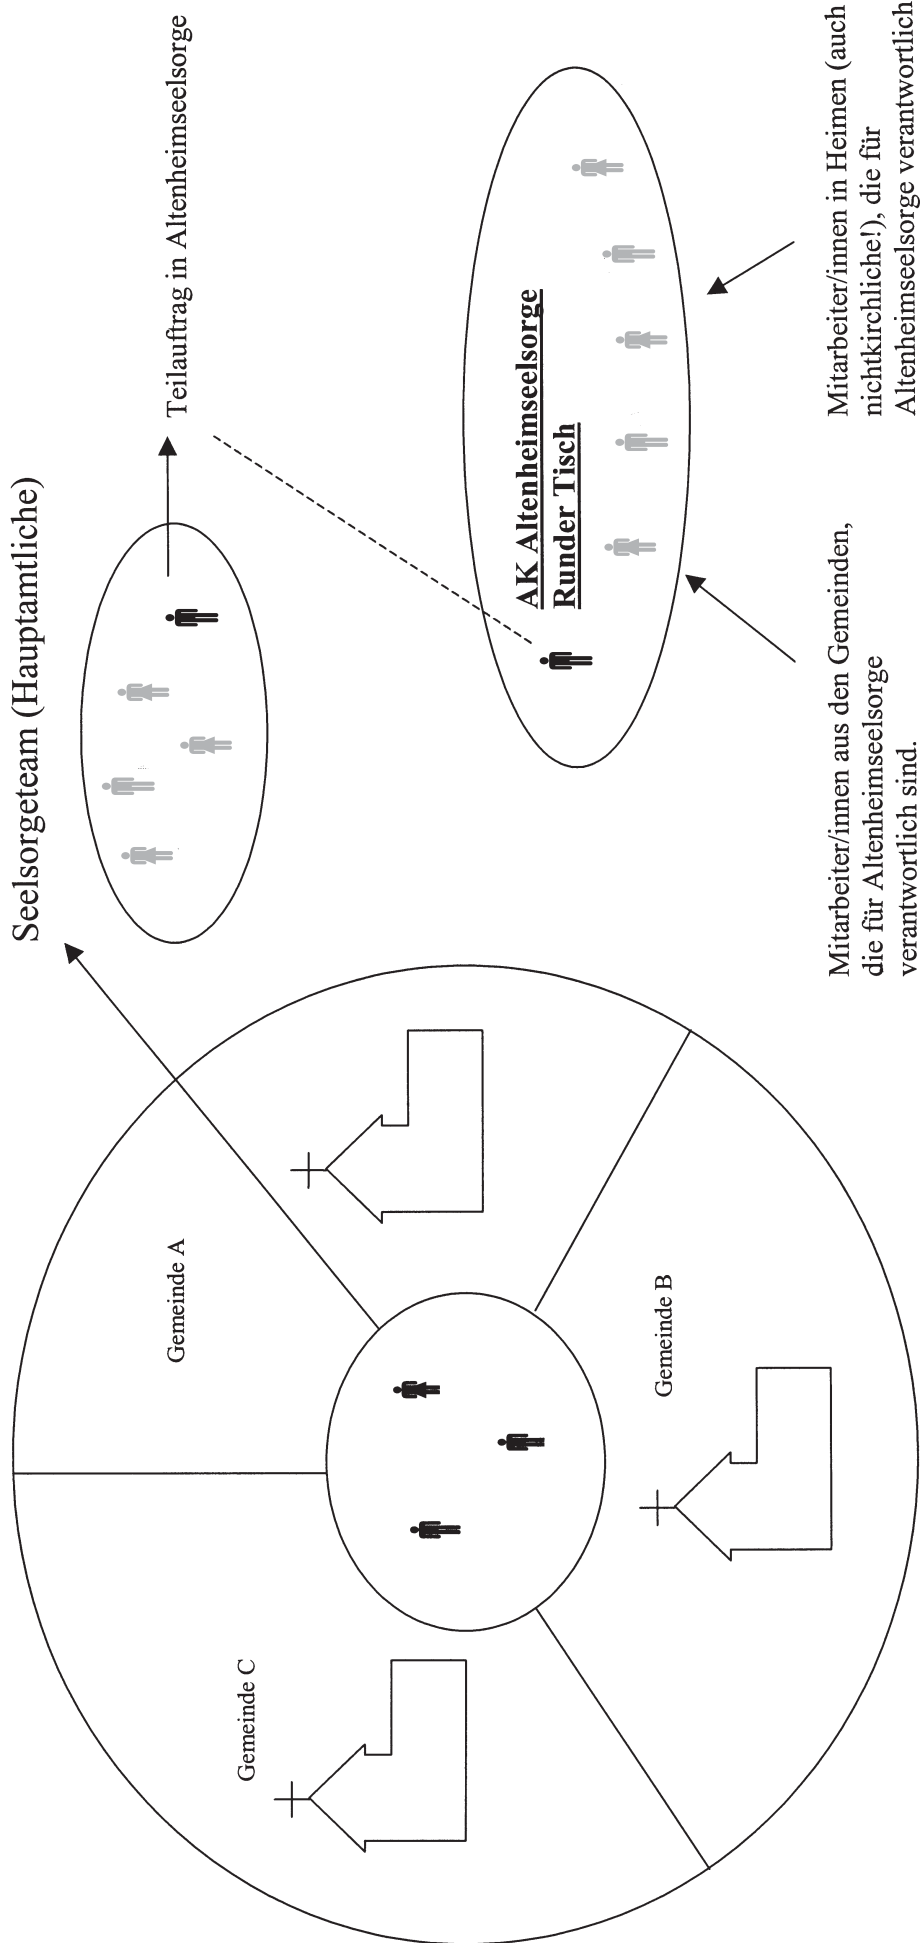 Seelsorgeteam (Hauptamtliche)
Teilauftrag in Altenheimseelsorge
Gemeinde A
Gemeinde C
Gemeinde B
AK Altenheimseelsorge
Runder Tisch
Mitarbeiter/innen aus den Gemeinden,
die für Altenheimseelsorge
verantwortlich sind.
Mitarbeiter/innen in Heimen (auch
nichtkirchliche!), die für
Altenheimseelsorge verantwortlich